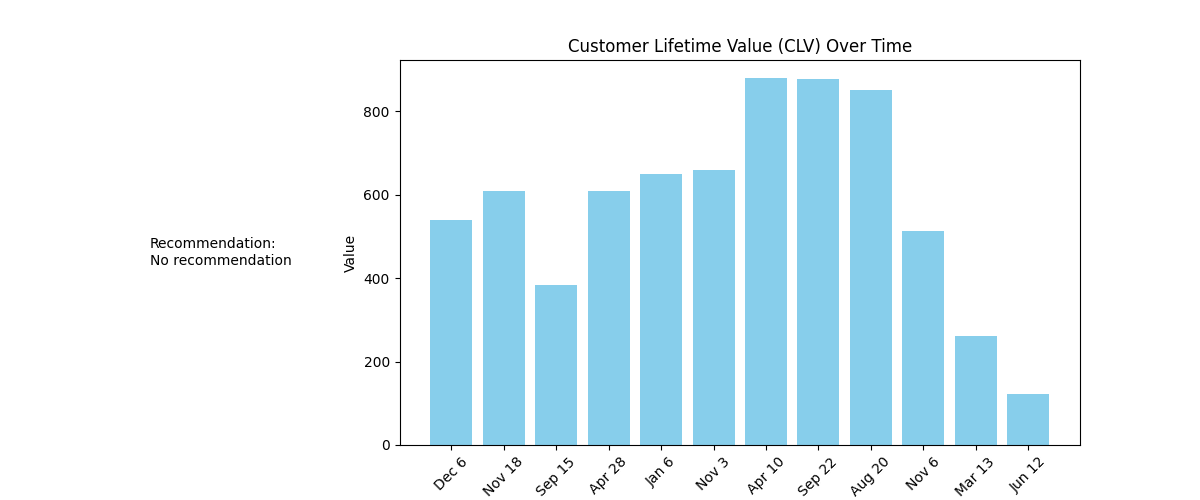 Customer Lifetime Value (CLV) Over Time
Recommendation:
No recommendation
Value
800
600
400
200
0
Dec 6
Nov 18
Sep 15
Apr 28
Jan 6
Nov 3
Apr 10
Sep 22
Aug 20
Nov 6
Mar 13
Jun 12